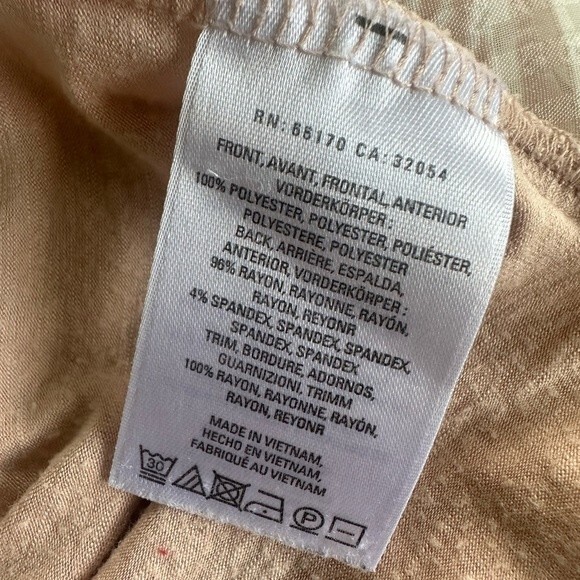 RN: 66170 CA: 32054
FRONT, AVANT, FRONTAL, ANTERIOR
VORDERKÖRPER :
100% POLYESTER, POLYESTER, POLIÉSTER,
POLYESTERE, POLYESTER
BACK, ARRIÈRE, ESPALDA,
ANTERIOR, VORDERKÖRPER :
96% RAYON, RAYONNE, RAYÓN,
RAYON, REYONR
4% SPANDEX, SPANDEX, SPANDEX,
SPANDEX, SPANDEX
TRIM, BORDURE, ADORNOS,
GUARNIZIONI, TRIMM
100% RAYON, RAYONNE, RAYÓN,
RAYON, REYONR
MADE IN VIETNAM,
HECHO EN VIETNAM,
FABRIQUÉ AU VIETNAM
30 P